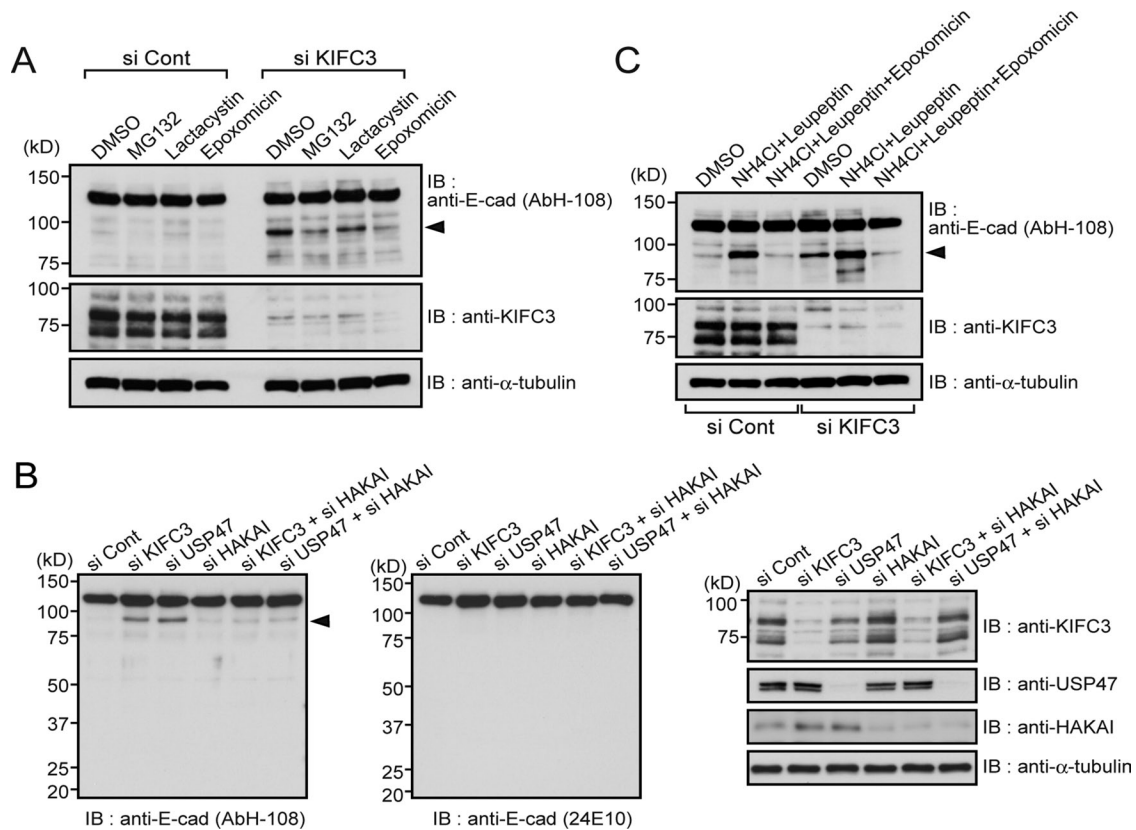 A
si Cont
si KIFC3
DMSO
MG132
Lactacystin
Epoxomicin
DMSO
MG132
Lactacystin
Epoxomicin
(kD)
150
100
75
IB :
anti-E-cad (AbH-108)
100
75
IB : anti-KIFC3
IB : anti-α-tubulin
C
DMSO
NH4Cl+Leupeptin
NH4Cl+Leupeptin+Epoxomicin
DMSO
NH4Cl+Leupeptin
NH4Cl+Leupeptin+Epoxomicin
(kD)
150
100
75
IB :
anti-E-cad (AbH-108)
100
75
IB : anti-KIFC3
IB : anti-α-tubulin
si Cont
si KIFC3
B
si Cont
si KIFC3
si USP47
si HAKAI
si KIFC3 + si HAKAI
si USP47 + si HAKAI
(kD)
150
100
75
50
37
25
20
IB : anti-E-cad (AbH-108)
si Cont
si KIFC3
si USP47
si HAKAI
si KIFC3 + si HAKAI
si USP47 + si HAKAI
(kD)
150
100
75
50
37
25
20
IB : anti-E-cad (24E10)
si Cont
si KIFC3
si USP47
si HAKAI
si KIFC3 + si HAKAI
si USP47 + si HAKAI
(kD)
100
75
IB : anti-KIFC3
IB : anti-USP47
IB : anti-HAKAI
IB : anti-α-tubulin